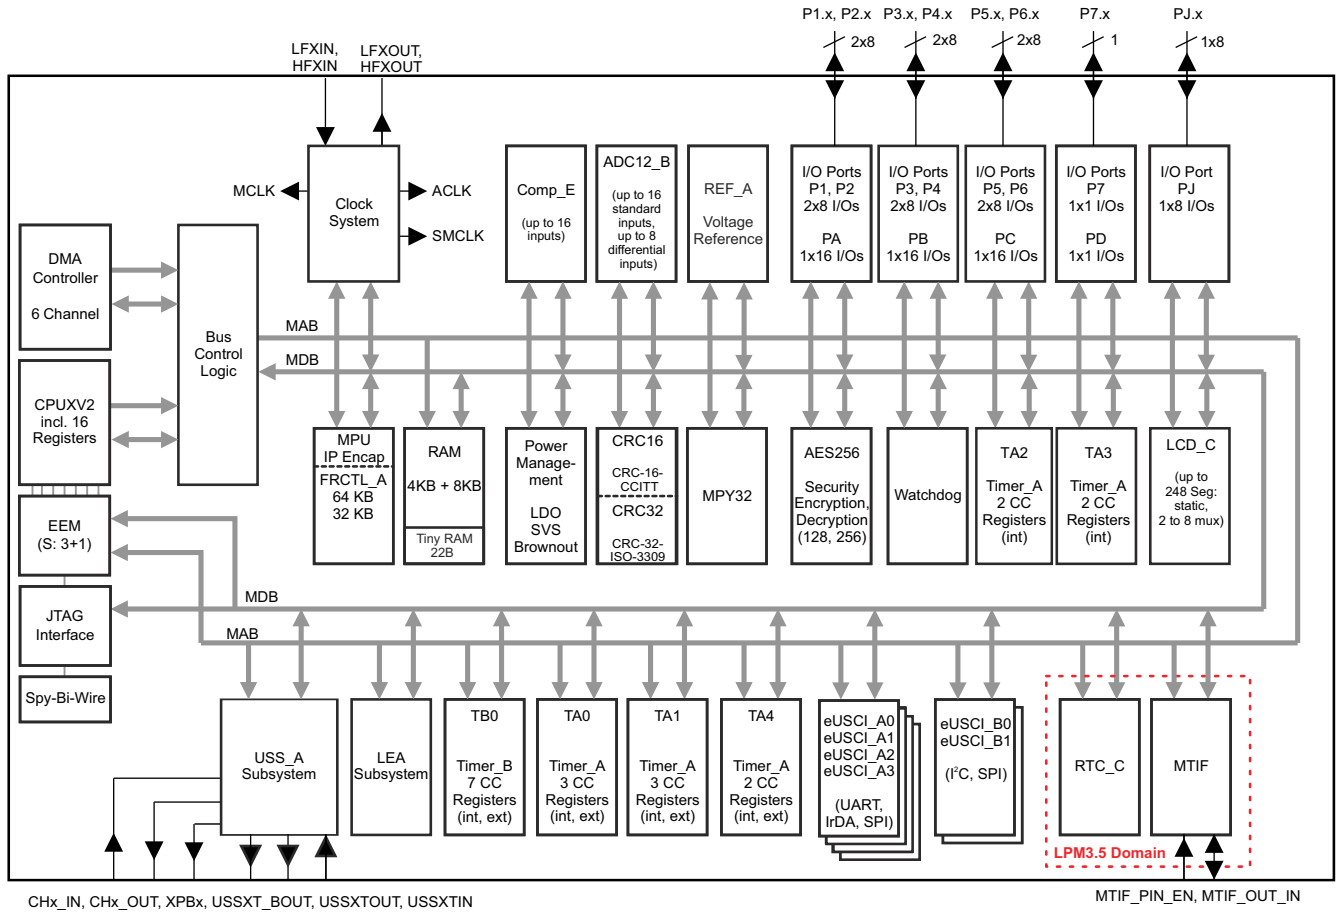 P1.x, P2.x
P3.x, P4.x
P5.x, P6.x
P7.x
PJ.x
2x8
2x8
2x8
1
1x8
LFXIN,
HFXIN
LFXOUT,
HFXOUT
MCLK
Clock
System
ACLK
SMCLK
Comp_E
(up to 16
inputs)
ADC12_B
(up to 16
standard
inputs,
up to 8
differential
inputs)
REF_A
Voltage
Reference
I/O Ports
P1, P2
2x8 I/Os
PA
1x16 I/Os
I/O Ports
P3, P4
2x8 I/Os
PB
1x16 I/Os
I/O Ports
P5, P6
2x8 I/Os
PC
1x16 I/Os
I/O Ports
P7
1x1 I/Os
PD
1x1 I/Os
I/O Port
PJ
1x8 I/Os
DMA
Controller
6 Channel
Bus
Control
Logic
MAB
MDB
CPUXV2
incl. 16
Registers
MPU
IP Encap
FRCTL_A
64 KB
32 KB
RAM
4KB + 8KB
Tiny RAM
22B
Power
Manage-
ment
LDO
SVS
Brownout
CRC16
CRC-16-
CCITT
CRC32
CRC-32-
ISO-3309
MPY32
AES256
Security
Encryption,
Decryption
(128, 256)
Watchdog
TA2
Timer_A
2 CC
Registers
(int)
TA3
Timer_A
2 CC
Registers
(int)
LCD_C
(up to
248 Seg;
static,
2 to 8 mux)
EEM
(S: 3+1)
JTAG
Interface
Spy-Bi-Wire
MDB
MAB
USS_A
Subsystem
LEA
Subsystem
TB0
Timer_B
7 CC
Registers
(int, ext)
TA0
Timer_A
3 CC
Registers
(int, ext)
TA1
Timer_A
3 CC
Registers
(int, ext)
TA4
Timer_A
2 CC
Registers
(int, ext)
eUSCI_A0
eUSCI_A1
eUSCI_A2
eUSCI_A3
(UART,
IrDA, SPI)
eUSCI_B0
eUSCI_B1
(I²C, SPI)
RTC_C
MTIF
LPM3.5 Domain
CHx_IN, CHx_OUT, XPBx, USSXT_BOUT, USSXTOUT, USSXTIN
MTIF_PIN_EN, MTIF_OUT_IN